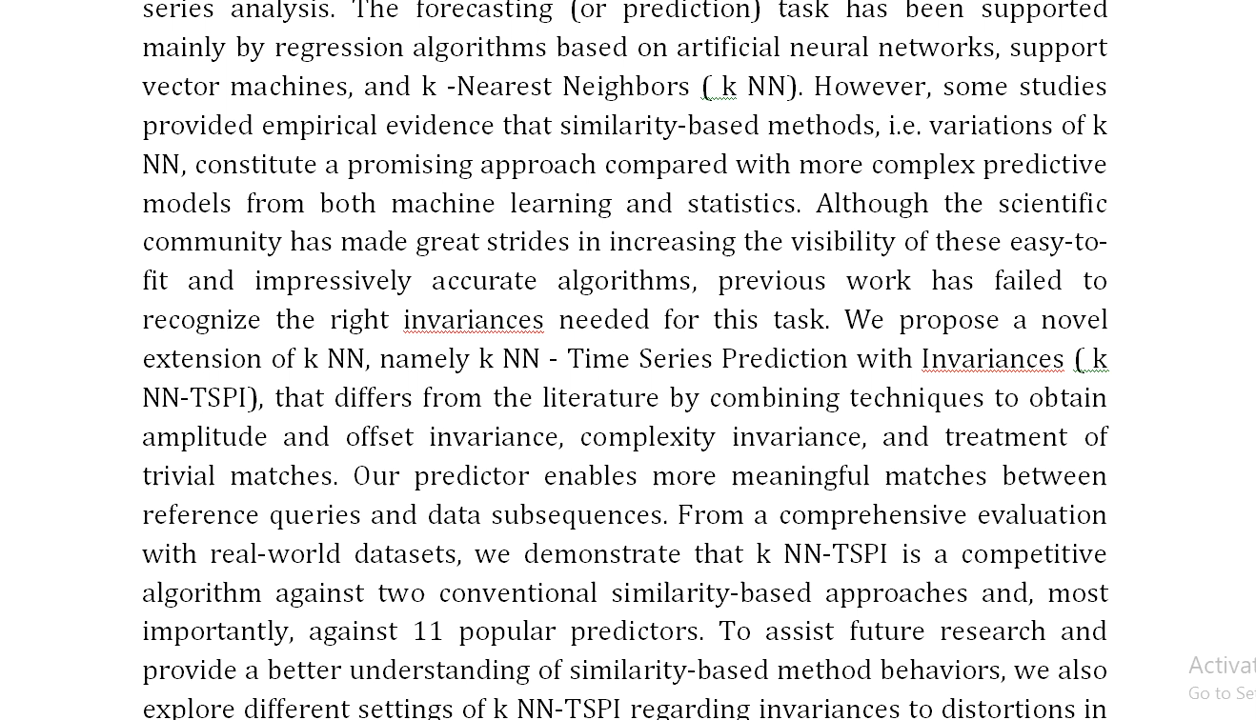 series analysis. The forecasting (or prediction) task has been supported
mainly by regression algorithms based on artificial neural networks, support
vector machines, and k -Nearest Neighbors ( k NN). However, some studies
provided empirical evidence that similarity-based methods, i.e. variations of k
NN, constitute a promising approach compared with more complex predictive
models from both machine learning and statistics. Although the scientific
community has made great strides in increasing the visibility of these easy-to-
fit and impressively accurate algorithms, previous work has failed to
recognize the right invariances needed for this task. We propose a novel
extension of k NN, namely k NN - Time Series Prediction with Invariances ( k
NN-TSPI), that differs from the literature by combining techniques to obtain
amplitude and offset invariance, complexity invariance, and treatment of
trivial matches. Our predictor enables more meaningful matches between
reference queries and data subsequences. From a comprehensive evaluation
with real-world datasets, we demonstrate that k NN-TSPI is a competitive
algorithm against two conventional similarity-based approaches and, most
importantly, against 11 popular predictors. To assist future research and
provide a better understanding of similarity-based method behaviors, we also
explore different settings of k NN-TSPI regarding invariances to distortions in
Activat
Go to Se